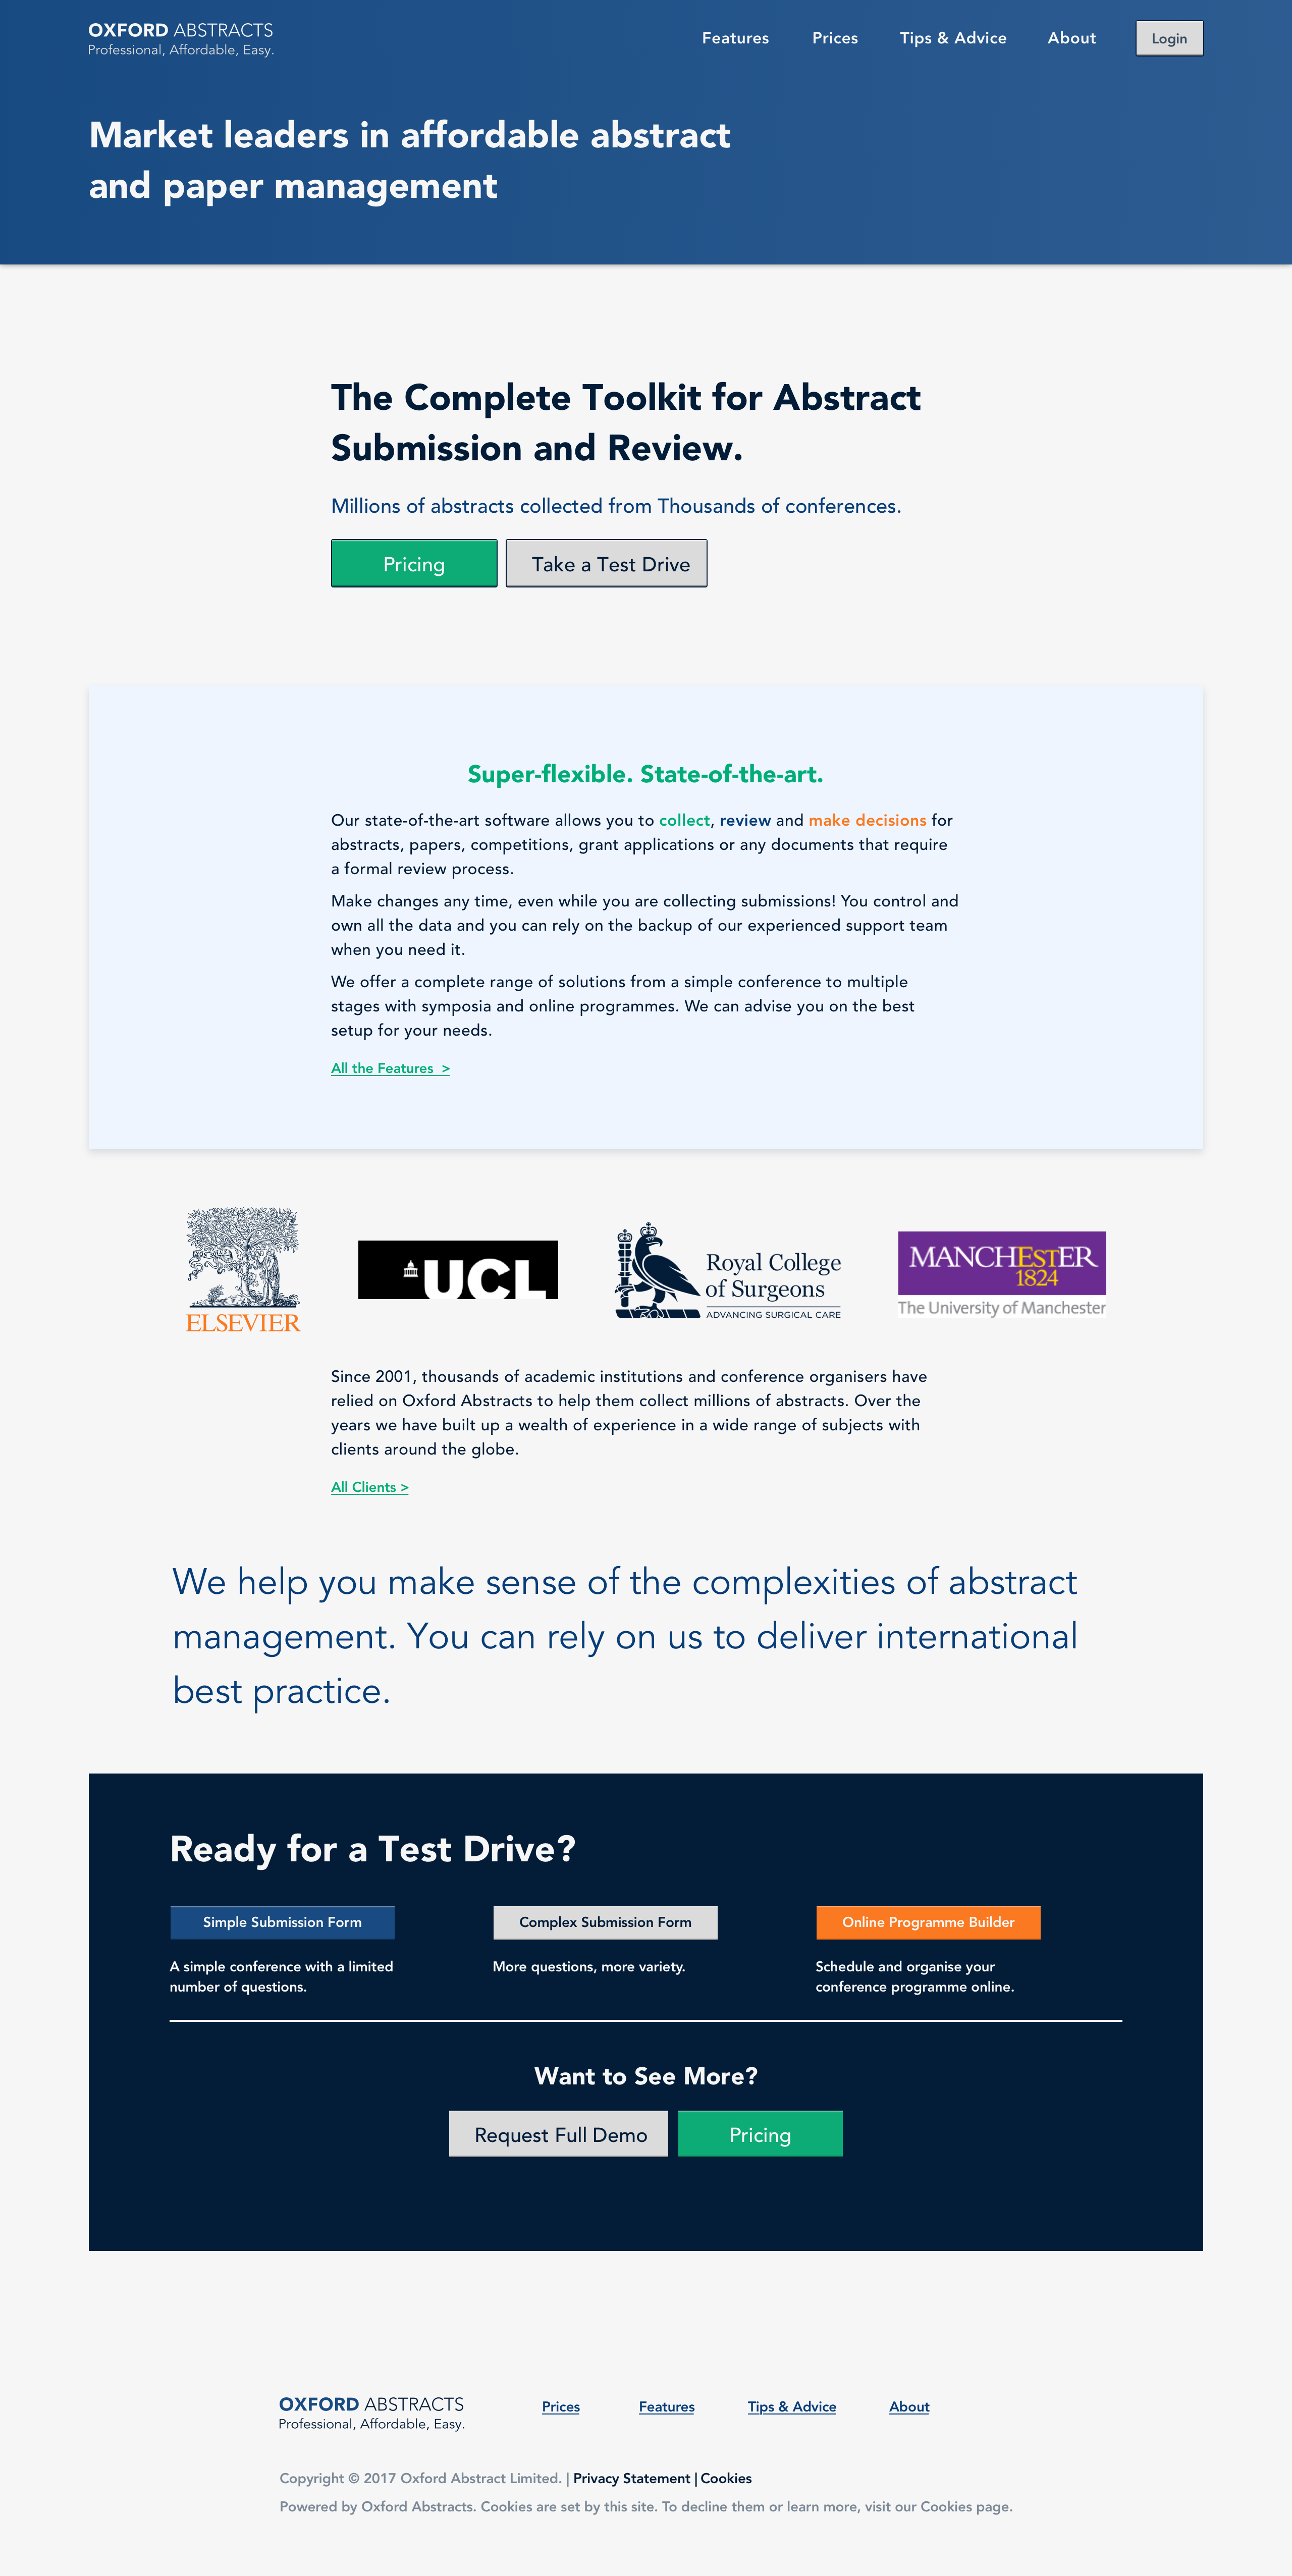 OXFORD ABSTRACTS
Professional, Affordable, Easy.
Features Prices Tips & Advice About Login
Market leaders in affordable abstract
and paper management
The Complete Toolkit for Abstract
Submission and Review.
Millions of abstracts collected from Thousands of conferences.
Pricing Take a Test Drive
Super-flexible. State-of-the-art.
Our state-of-the-art software allows you to collect, review and make decisions for
abstracts, papers, competitions, grant applications or any documents that require
a formal review process.
Make changes any time, even while you are collecting submissions! You control and
own all the data and you can rely on the backup of our experienced support team
when you need it.
We offer a complete range of solutions from a simple conference to multiple
stages with symposia and online programmes. We can advise you on the best
setup for your needs.
All the Features >
ELSEVIER
UCL
Royal College
of Surgeons
ADVANCING SURGICAL CARE
MANCHESTER
1824
The University of Manchester
Since 2001, thousands of academic institutions and conference organisers have
relied on Oxford Abstracts to help them collect millions of abstracts. Over the
years we have built up a wealth of experience in a wide range of subjects with
clients around the globe.
All Clients >
We help you make sense of the complexities of abstract
management. You can rely on us to deliver international
best practice.
Ready for a Test Drive?
Simple Submission Form
A simple conference with a limited
number of questions.
Complex Submission Form
More questions, more variety.
Online Programme Builder
Schedule and organise your
conference programme online.
Want to See More?
Request Full Demo Pricing
OXFORD ABSTRACTS
Professional, Affordable, Easy.
Prices Features Tips & Advice About
Copyright © 2017 Oxford Abstract Limited. | Privacy Statement | Cookies
Powered by Oxford Abstracts. Cookies are set by this site. To decline them or learn more, visit our Cookies page.